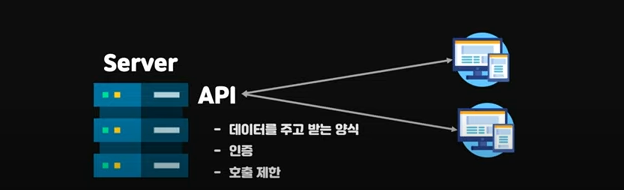 Server
API
- 데이터를 주고 받는 양식
- 인증
- 호출 제한